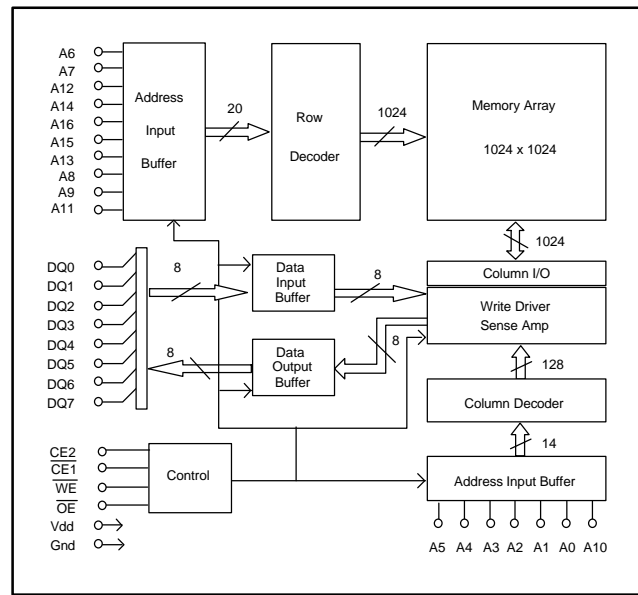 A6
A7
A12
A14
A16
A15
A13
A8
A9
A11
Address
Input
Buffer
20
Row
Decoder
1024
Memory Array
1024 x 1024
1024
DQ0
DQ1
DQ2
DQ3
DQ4
DQ5
DQ6
DQ7
8
Data
Input
Buffer
8
Column I/O
Write Driver
Sense Amp
8
Data
Output
Buffer
8
128
Column Decoder
14
Address Input Buffer
CE2
CE1
WE
OE
Vdd
Gnd
Control
A5 A4 A3 A2 A1 A0 A10